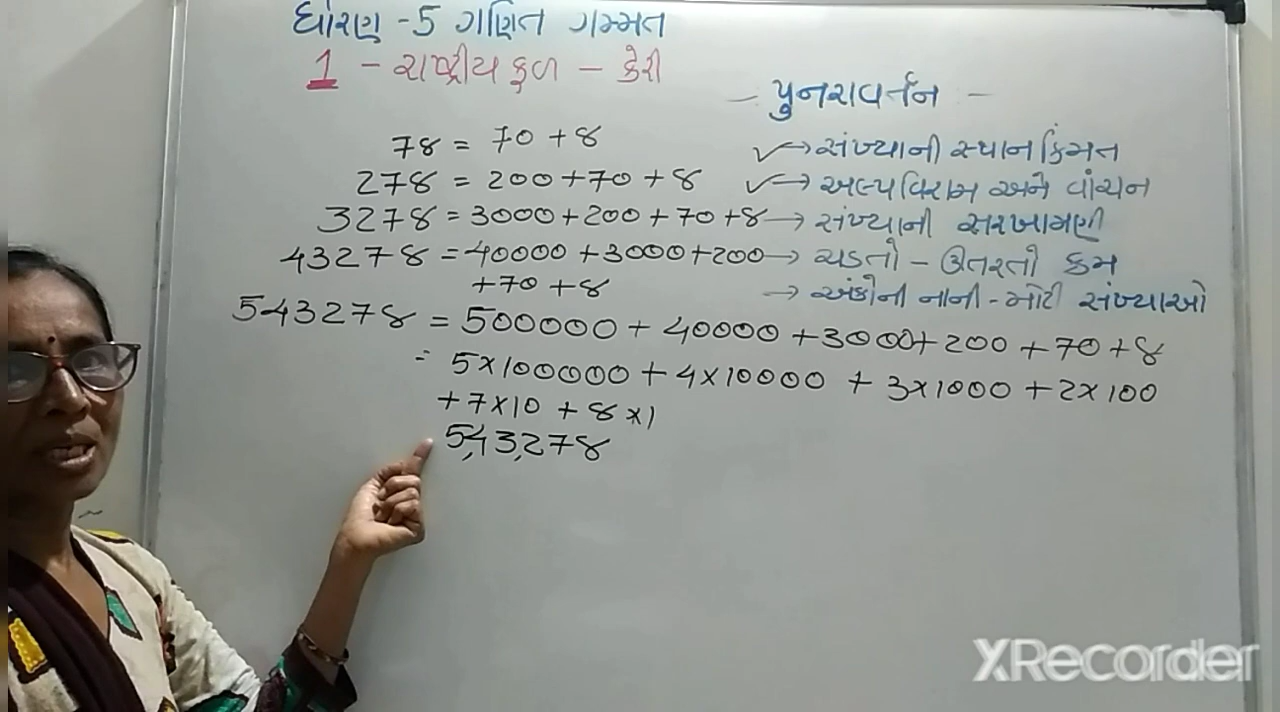 ધોરણ -5 ગણિત ગમ્મત
1 - રાષ્ટ્રીય ફળ - કેરી
- પુનરાવર્તન -
78 = 70 + 8
278 = 200 + 70 + 8
3278 = 3000 + 200 + 70 + 8
43278 = 40000 + 3000 + 200
+ 70 + 8
543278 = 500000 + 40000 + 3000 + 200 + 70 + 8
= 5 × 100000 + 4 × 10000 + 3 × 1000 + 2 × 100
+ 7 × 10 + 8 × 1
5,43,278
✓→ સંખ્યાની સ્થાન કિંમત
✓→ અલ્પવિરામ અને વાંચન
→ સંખ્યાની સરખામણી
→ ચડતો - ઊતરતો ક્રમ
→ અંકોની નાની - મોટી સંખ્યાઓ
XRecorder